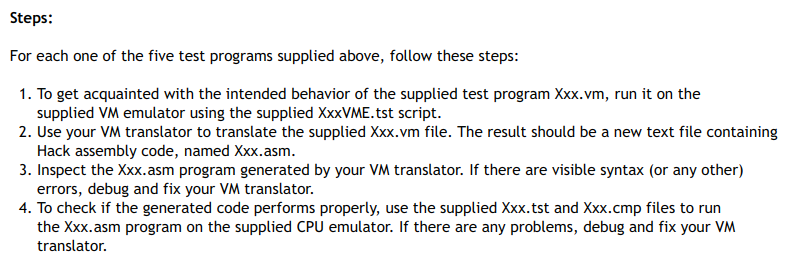 Steps:
For each one of the five test programs supplied above, follow these steps:
1. To get acquainted with the intended behavior of the supplied test program Xxx.vm, run it on the
supplied VM emulator using the supplied XxxVME.tst script.
2. Use your VM translator to translate the supplied Xxx.vm file. The result should be a new text file containing
Hack assembly code, named Xxx.asm.
3. Inspect the Xxx.asm program generated by your VM translator. If there are visible syntax (or any other)
errors, debug and fix your VM translator.
4. To check if the generated code performs properly, use the supplied Xxx.tst and Xxx.cmp files to run
the Xxx.asm program on the supplied CPU emulator. If there are any problems, debug and fix your VM
translator.